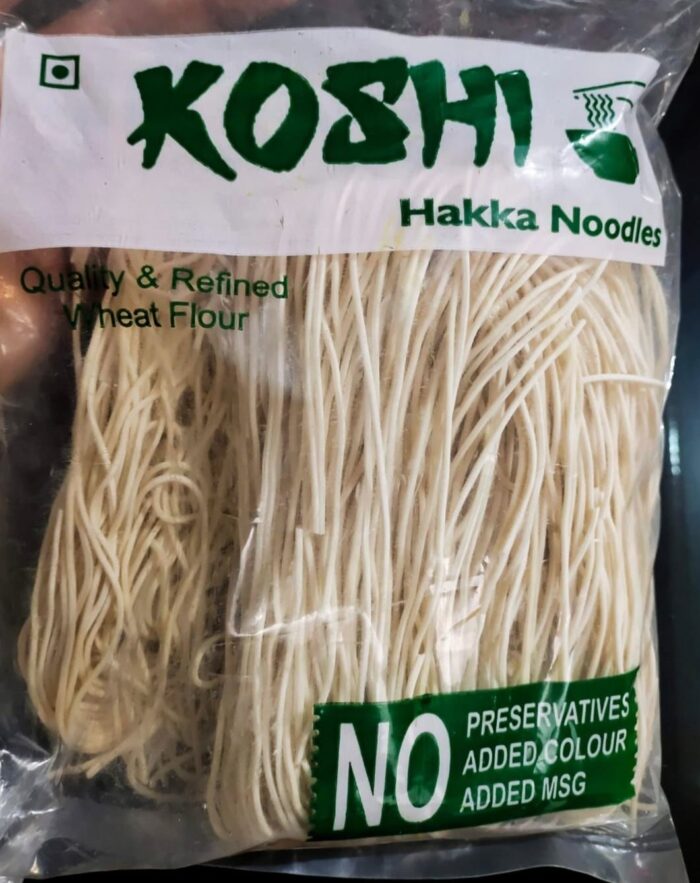 KOSHI
Hakka Noodles
Quality & Refined
Wheat Flour
NO
PRESERVATIVES
ADDED COLOUR
ADDED MSG